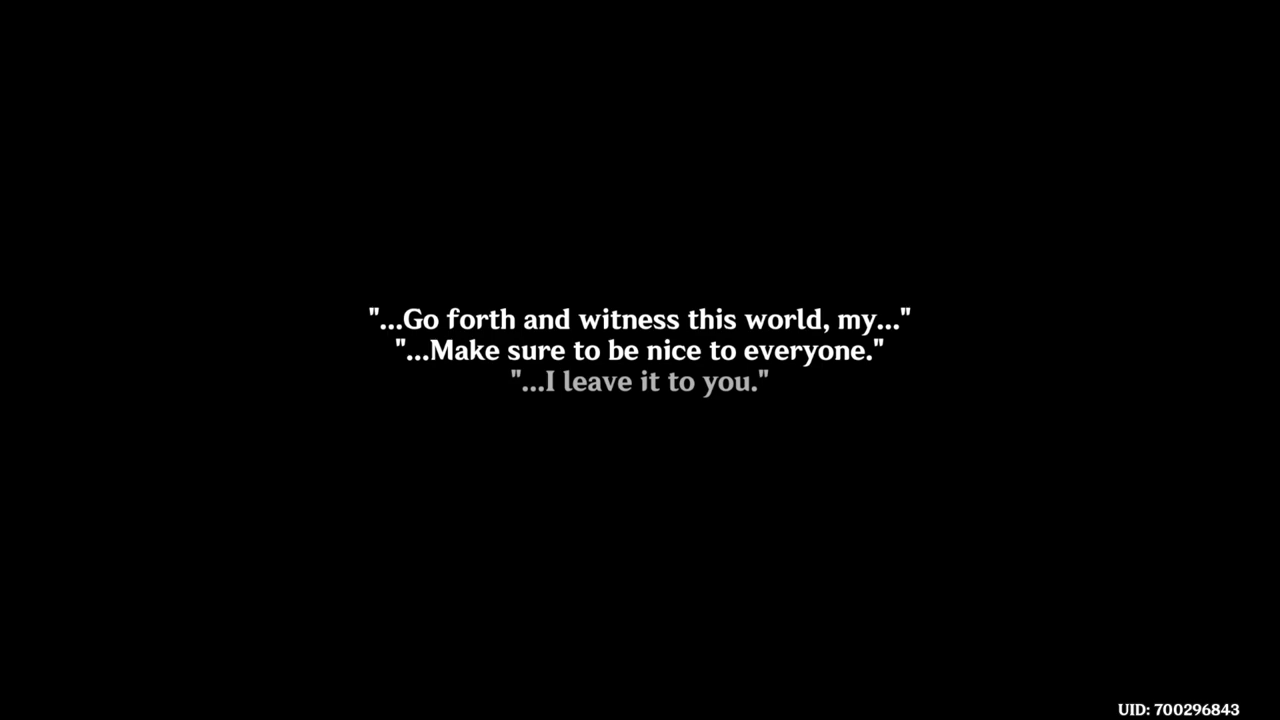 "...Go forth and witness this world, my..."
"...Make sure to be nice to everyone."
"...I leave it to you."
UID: 700296843